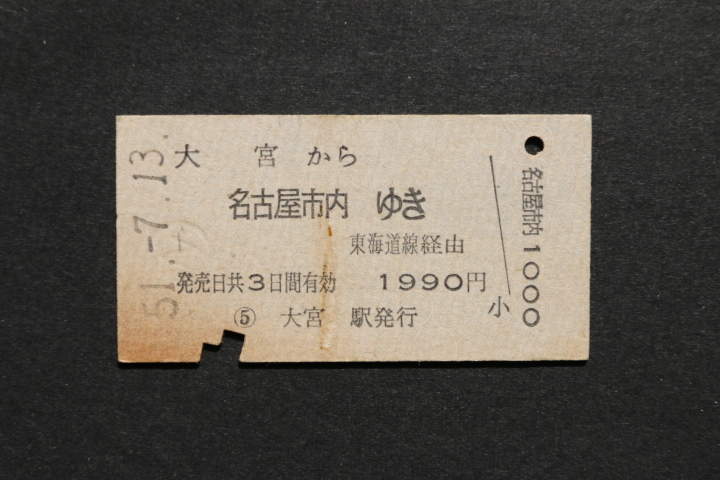 51.-7.13.
大 宮 から
名古屋市内 ゆき
東海道線経由
発売日共3日間有効 1990円
⑤ 大宮 駅発行
小
名古屋市内 1000